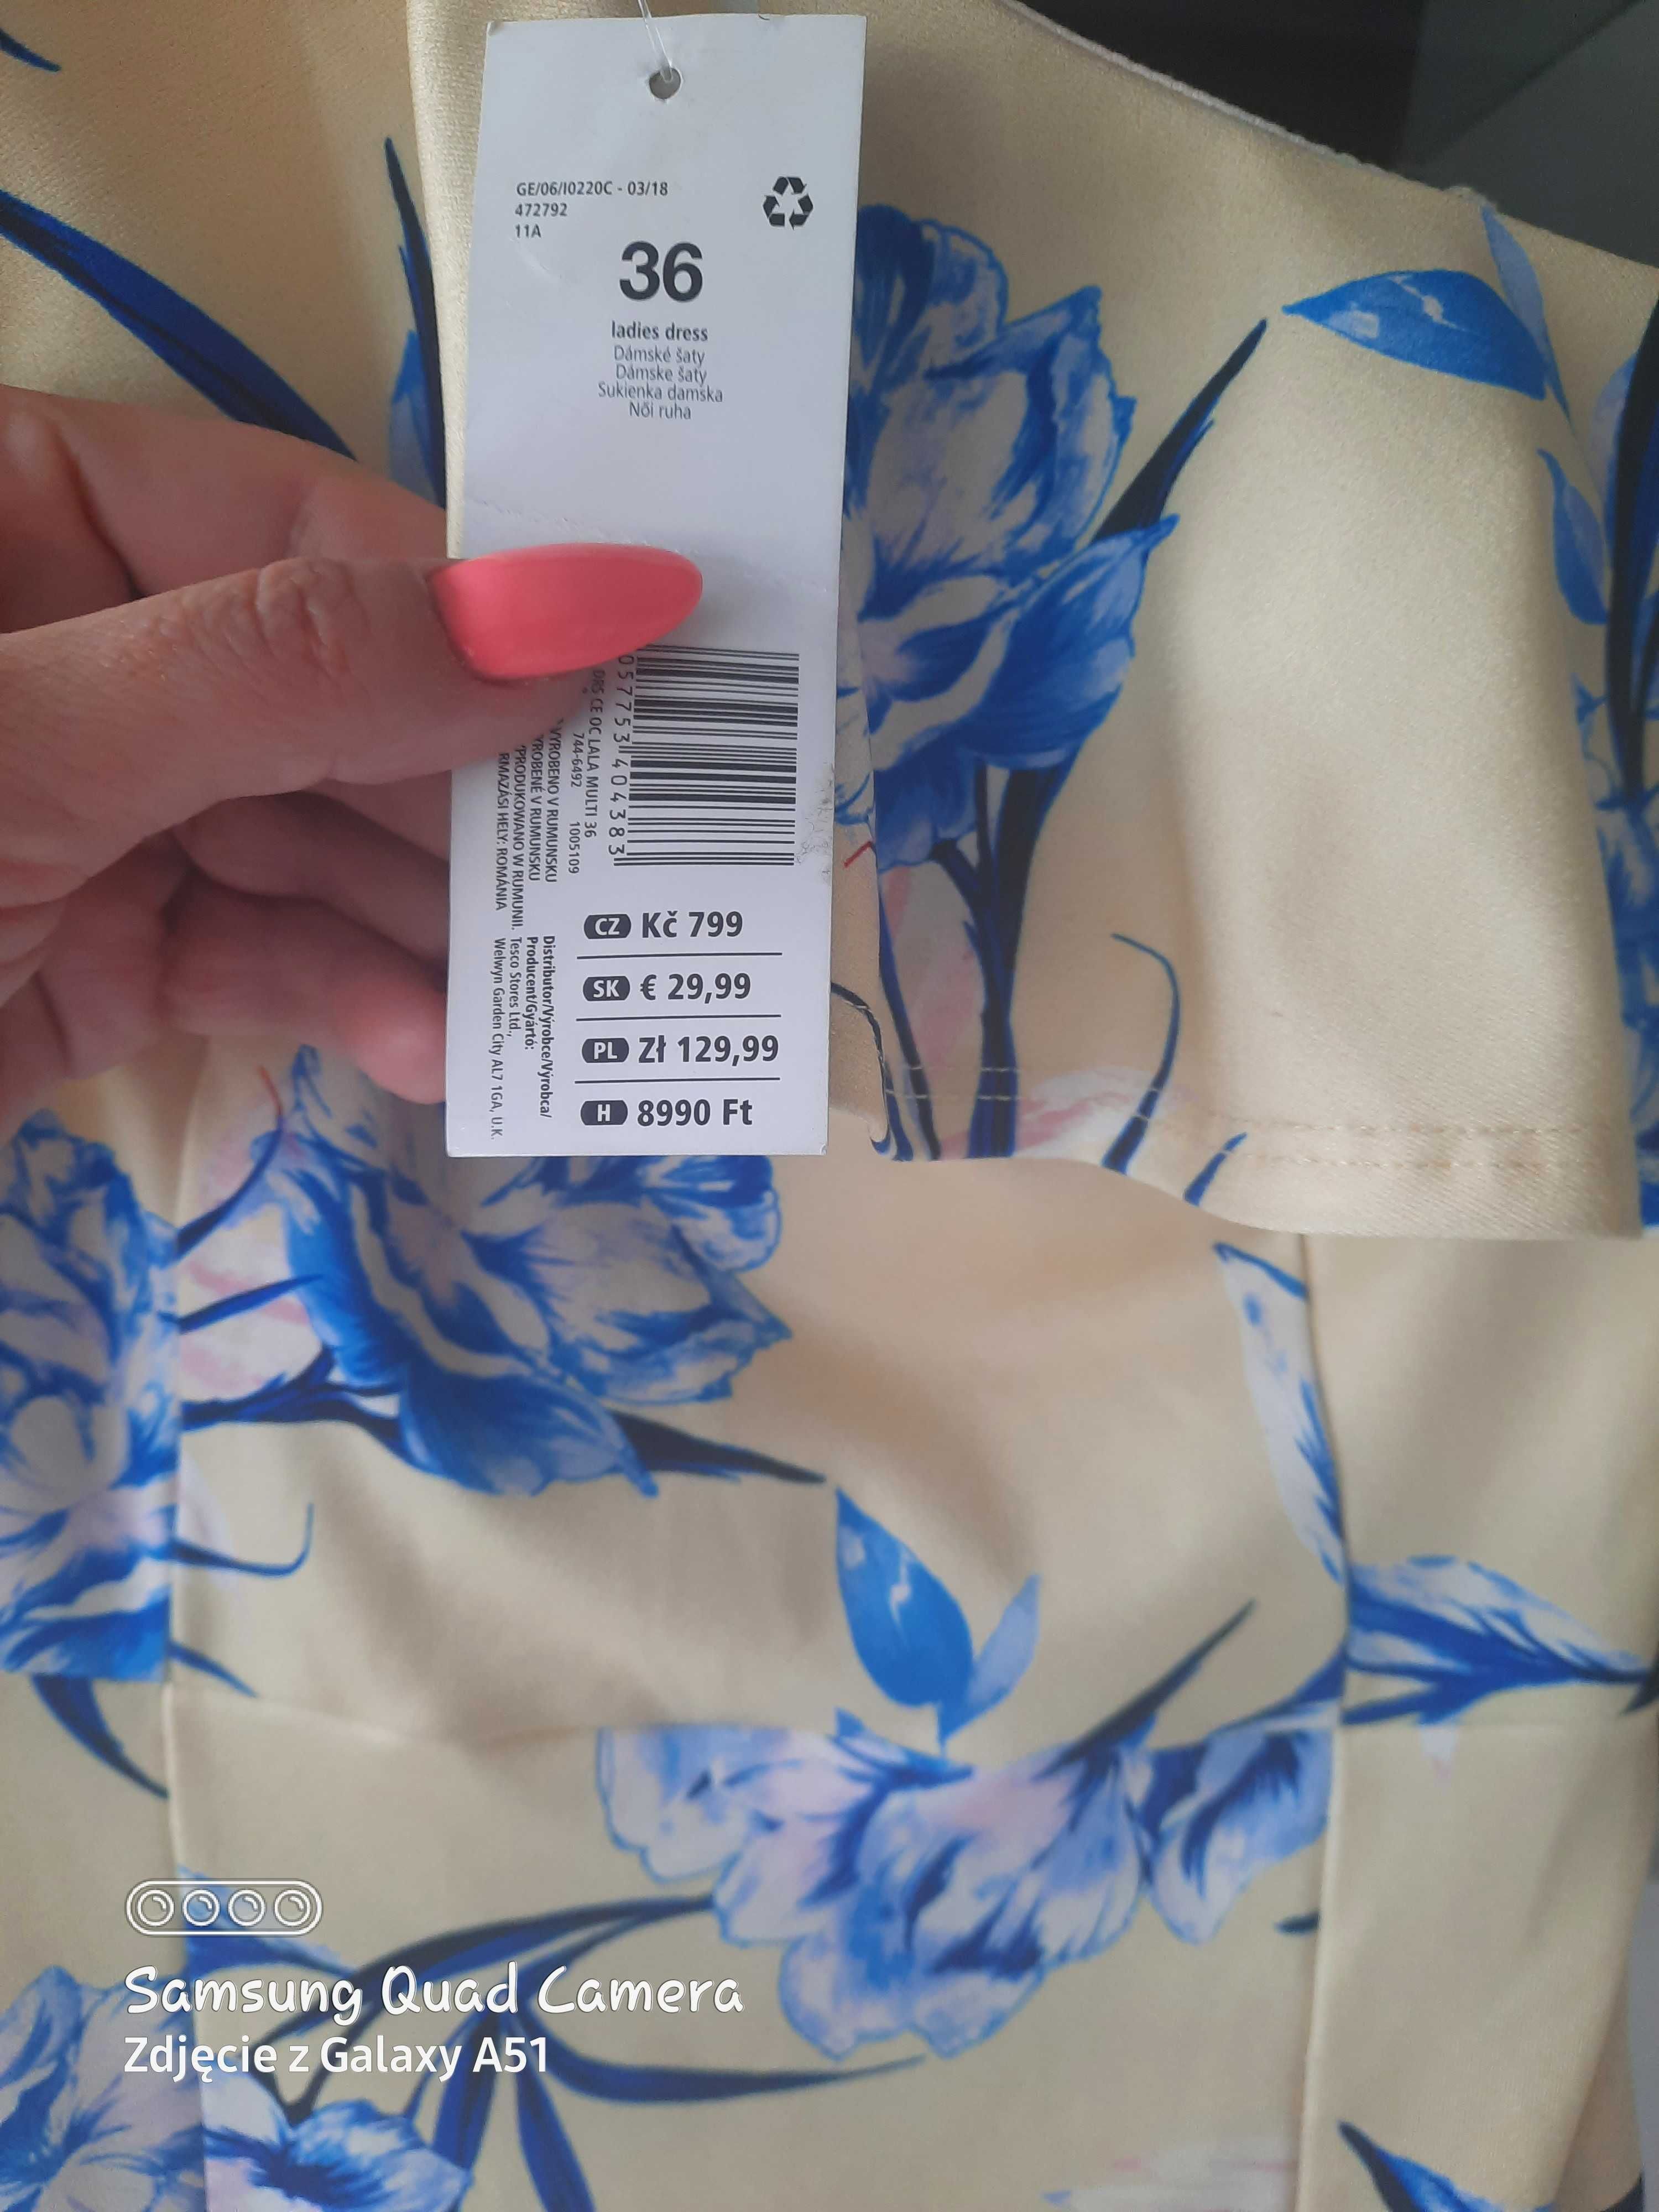 GE/06/I0220C - 03/18
472792
11A
36
ladies dress
Dámské šaty
Dámske šaty
Sukienka damska
Női ruha
057753 404383
DRS CE OC LALA MULTI 36
744-6492 1005109
VYROBENO V RUMUNSKU
VYROBENÉ V RUMUNSKU
WYPRODUKOWANO W RUMUNII.
HELY: ROMÁNIA
Distributor/Výrobce/Výrobca/
Producent/Gyártó:
Tesco Stores Ltd.,
Welwyn Garden City AL7 1GA, U.K.
CZ Kč 799
SK € 29,99
PL Zł 129,99
H 8990 Ft
Samsung Quad Camera
Zdjęcie z Galaxy A51